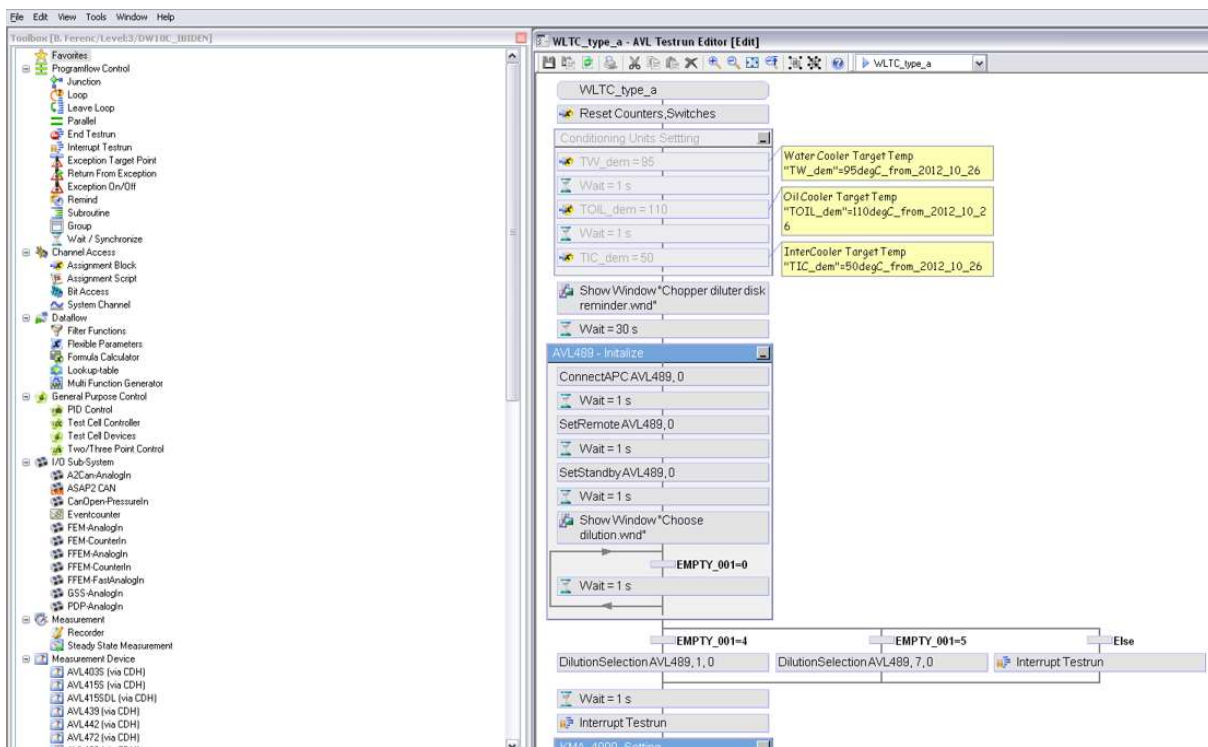 File Edit View Tools Window Help
Toolbox [B. Ferenc/Level:3/DW10C_IBIDEN]
Favorites
Programflow Control
Junction
Loop
Leave Loop
Parallel
End Testrun
Interrupt Testrun
Exception Target Point
Return From Exception
Exception On/Off
Remind
Subroutine
Group
Wait / Synchronize
Channel Access
Assignment Block
Assignment Script
Bit Access
System Channel
Dataflow
Filter Functions
Flexible Parameters
Formula Calculator
Lookup-table
Multi Function Generator
General Purpose Control
PID Control
Test Cell Controller
Test Cell Devices
Two/Three Point Control
I/O Sub-System
A2Can-AnalogIn
ASAP2 CAN
CanOpen-PressureIn
Eventcounter
FEM-AnalogIn
FEM-CounterIn
FFEM-AnalogIn
FFEM-CounterIn
FFEM-FastAnalogIn
GSS-AnalogIn
PDP-AnalogIn
Measurement
Recorder
Steady State Measurement
Measurement Device
AVL403S (via CDH)
AVL415S (via CDH)
AVL415SDL (via CDH)
AVL439 (via CDH)
AVL442 (via CDH)
AVL472 (via CDH)
WLTC_type_a - AVL Testrun Editor [Edit]
WLTC_type_a
WLTC_type_a
Reset Counters,Switches
Conditioning Units Settting
TW_dem = 95
Water Cooler Target Temp
"TW_dem"=95degC_from_2012_10_26
Wait = 1 s
TOIL_dem = 110
Oil Cooler Target Temp
"TOIL_dem"=110degC_from_2012_10_2
6
Wait = 1 s
TIC_dem = 50
InterCooler Target Temp
"TIC_dem"=50degC_from_2012_10_26
Show Window "Chopper diluter disk
reminder.wnd"
Wait = 30 s
AVL489 - Initalize
ConnectAPC AVL489, 0
Wait = 1 s
SetRemote AVL489,0
Wait = 1 s
SetStandby AVL489,0
Wait = 1 s
Show Window "Choose
dilution.wnd"
EMPTY_001=0
Wait = 1 s
EMPTY_001=4 EMPTY_001=5 Else
DilutionSelection AVL489, 1, 0 DilutionSelection AVL489, 7, 0 Interrupt Testrun
Wait = 1 s
Interrupt Testrun